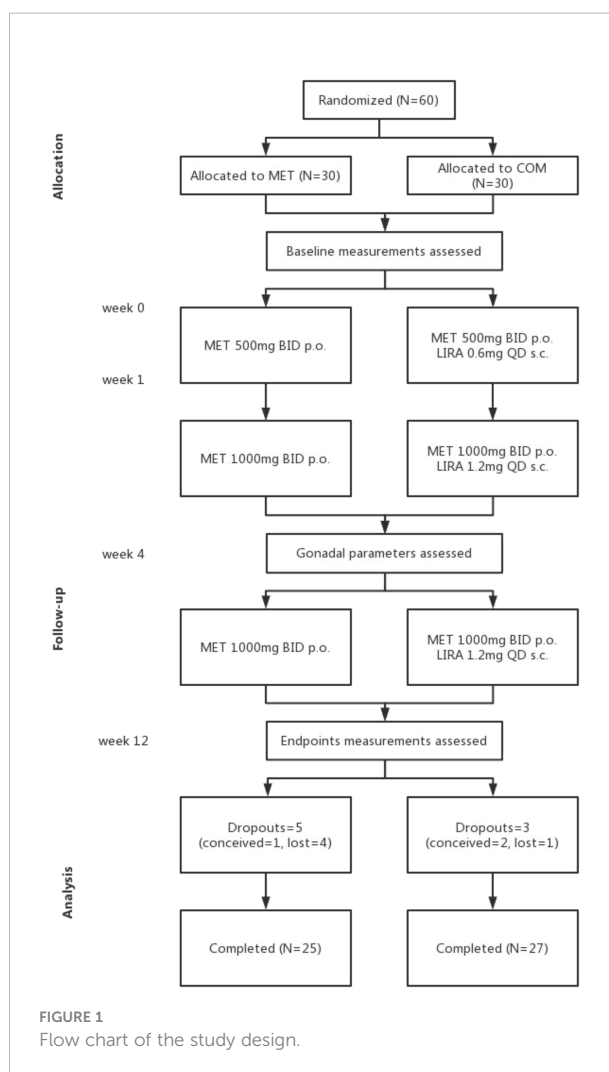 Randomized (N=60)
Allocation
Allocated to MET (N=30)
Allocated to COM
(N=30)
Baseline measurements assessed
week 0
MET 500mg BID p.o.
MET 500mg BID p.o.
LIRA 0.6mg QD s.c.
week 1
MET 1000mg BID p.o.
MET 1000mg BID p.o.
LIRA 1.2mg QD s.c.
week 4
Gonadal parameters assessed
Follow-up
MET 1000mg BID p.o.
MET 1000mg BID p.o.
LIRA 1.2mg QD s.c.
week 12
Endpoints measurements assessed
Dropouts=5
(conceived=1, lost=4)
Dropouts=3
(conceived=2, lost=1)
Analysis
Completed (N=25)
Completed (N=27)
FIGURE 1
Flow chart of the study design.